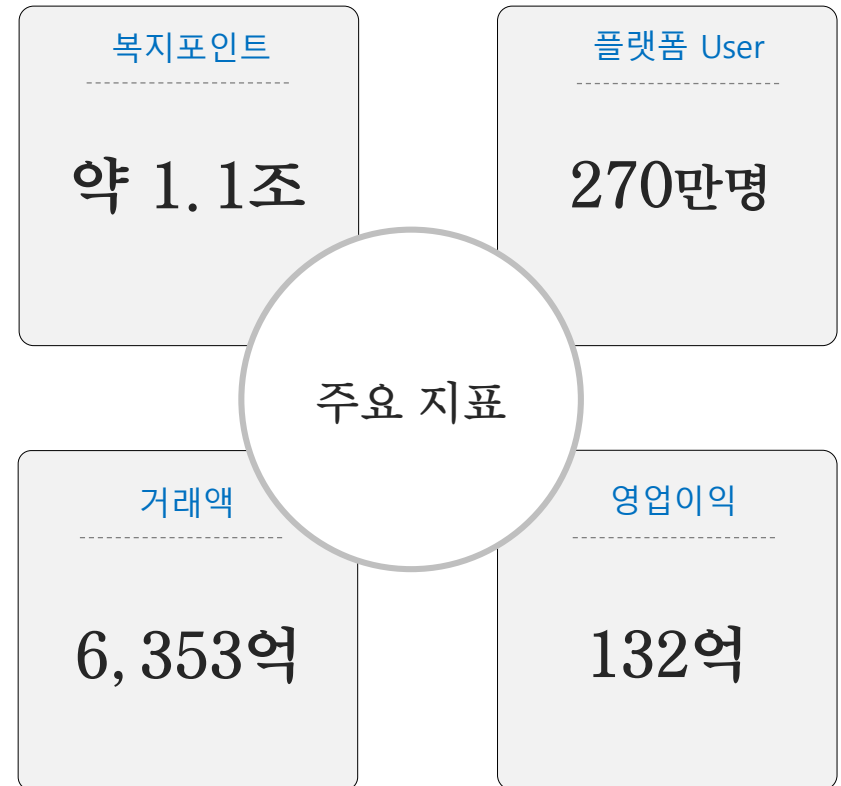 복지포인트
약 1. 1조
플랫폼 User
270만명
주요 지표
거래액
6, 353억
영업이익
132억